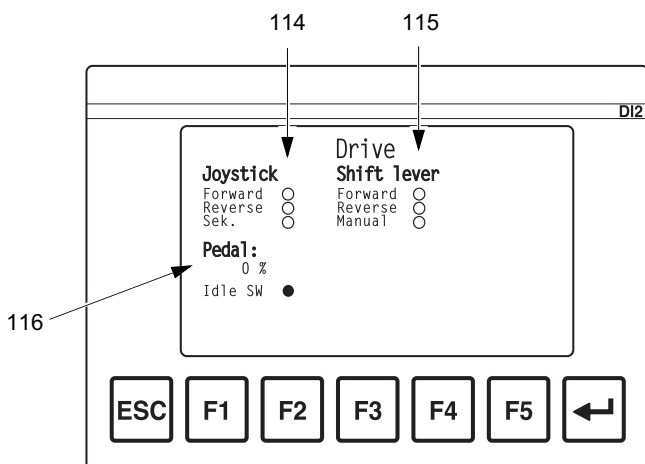 114 115
DI2
Drive
Joystick Shift lever
Forward Forward
Reverse Reverse
Sek. Manual
Pedal:
0 %
Idle SW
116
ESC F1 F2 F3 F4 F5